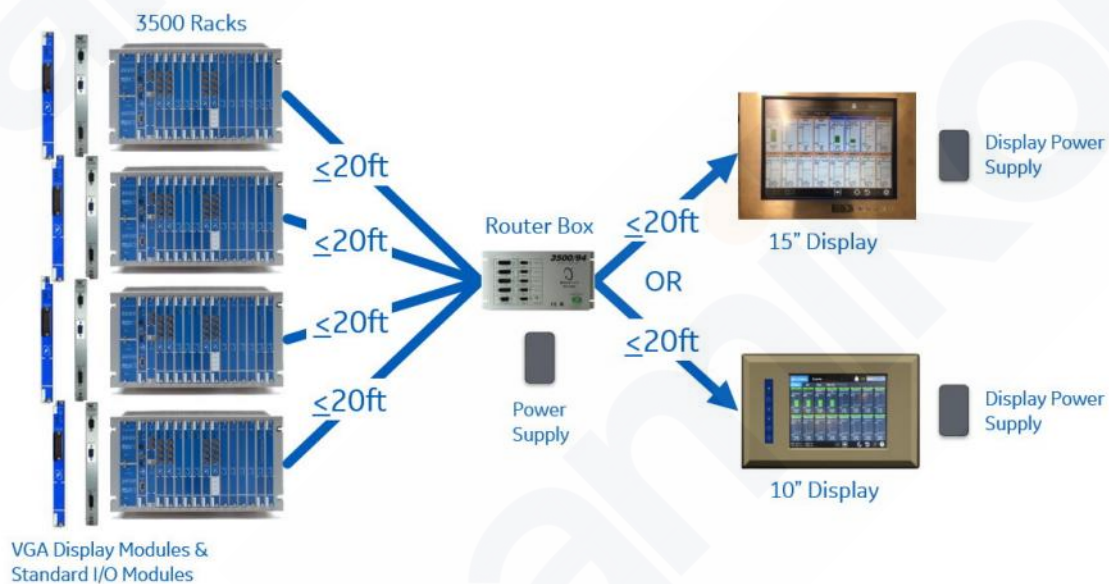 3500 Racks
≤20ft
≤20ft
≤20ft
≤20ft
VGA Display Modules &
Standard I/O Modules
Router Box
3500/94
Power
Supply
≤20ft
OR
≤20ft
15” Display
Display Power
Supply
10” Display
Display Power
Supply